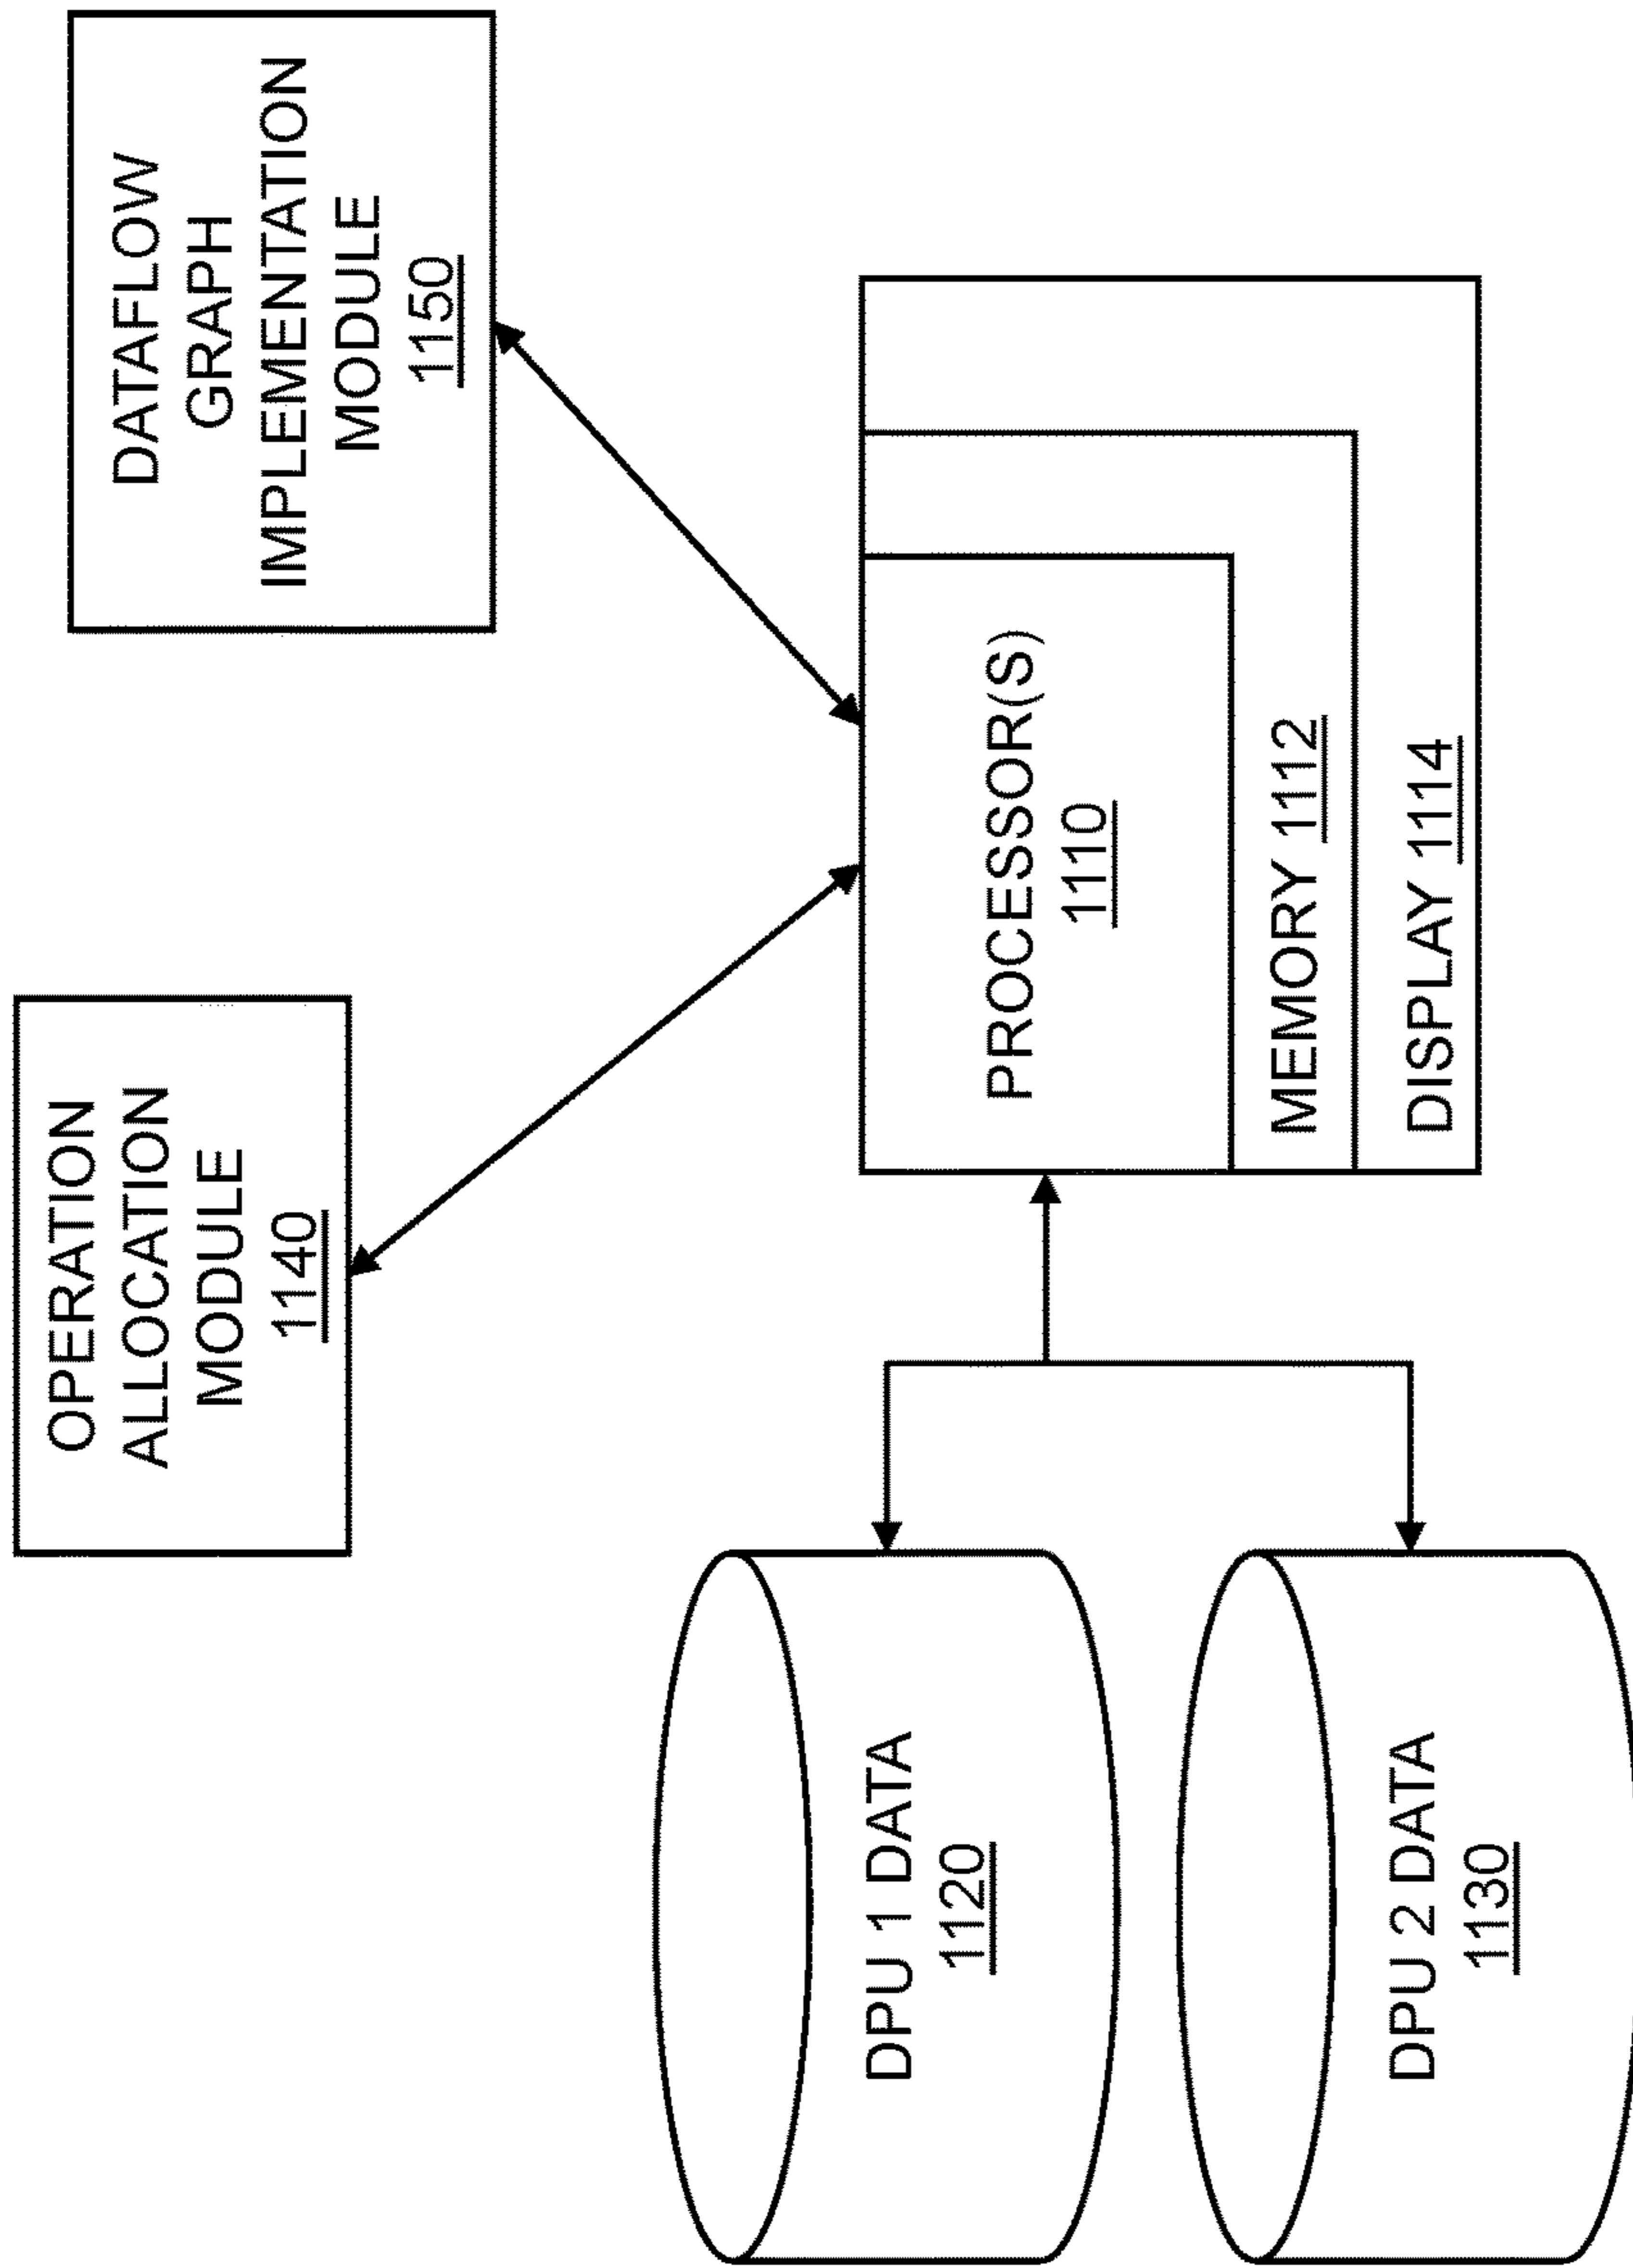 OPERATION
ALLOCATION
MODULE
1140
DATAFLOW
GRAPH
IMPLEMENTATION
MODULE
1150
DPU 1 DATA
1120
DPU 2 DATA
1130
PROCESSOR(S)
1110
MEMORY 1112
DISPLAY 1114